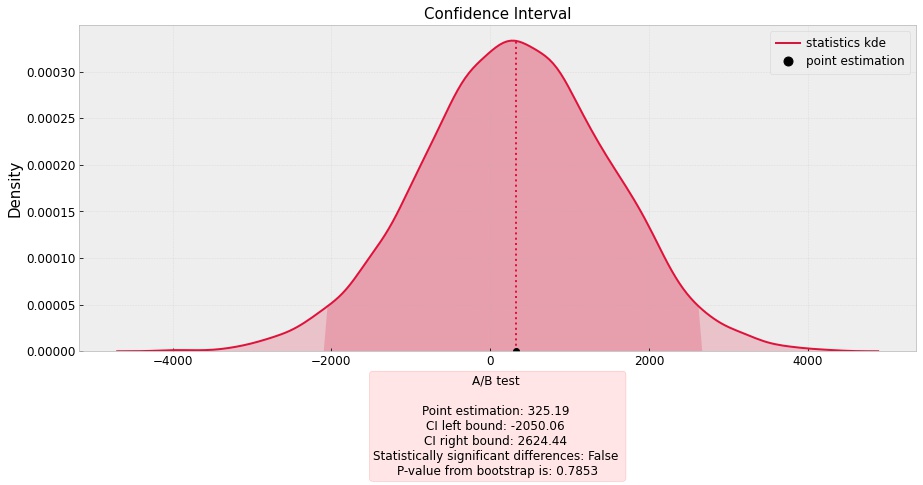 Confidence Interval
statistics kde
point estimation
Density
0.00030
0.00025
0.00020
0.00015
0.00010
0.00005
0.00000
−4000 −2000 0 2000 4000
A/B test
Point estimation: 325.19
CI left bound: -2050.06
CI right bound: 2624.44
Statistically significant differences: False
P-value from bootstrap is: 0.7853